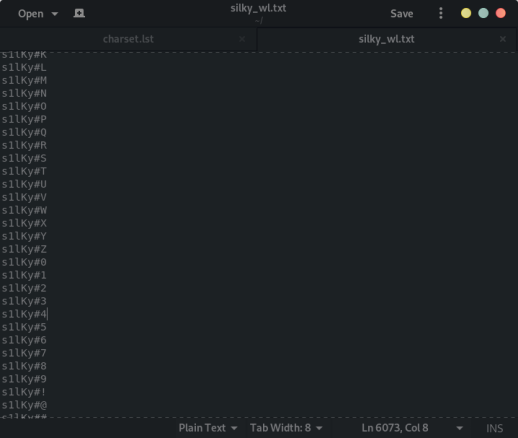 Open
silky_wl.txt
~/
Save
charset.lst
silky_wl.txt
s1lKy#K
s1lKy#L
s1lKy#M
s1lKy#N
s1lKy#O
s1lKy#P
s1lKy#Q
s1lKy#R
s1lKy#S
s1lKy#T
s1lKy#U
s1lKy#V
s1lKy#W
s1lKy#X
s1lKy#Y
s1lKy#Z
s1lKy#0
s1lKy#1
s1lKy#2
s1lKy#3
s1lKy#4
s1lKy#5
s1lKy#6
s1lKy#7
s1lKy#8
s1lKy#9
s1lKy#!
s1lKy#@
s1lKy##
Plain Text Tab Width: 8 Ln 6073, Col 8 INS